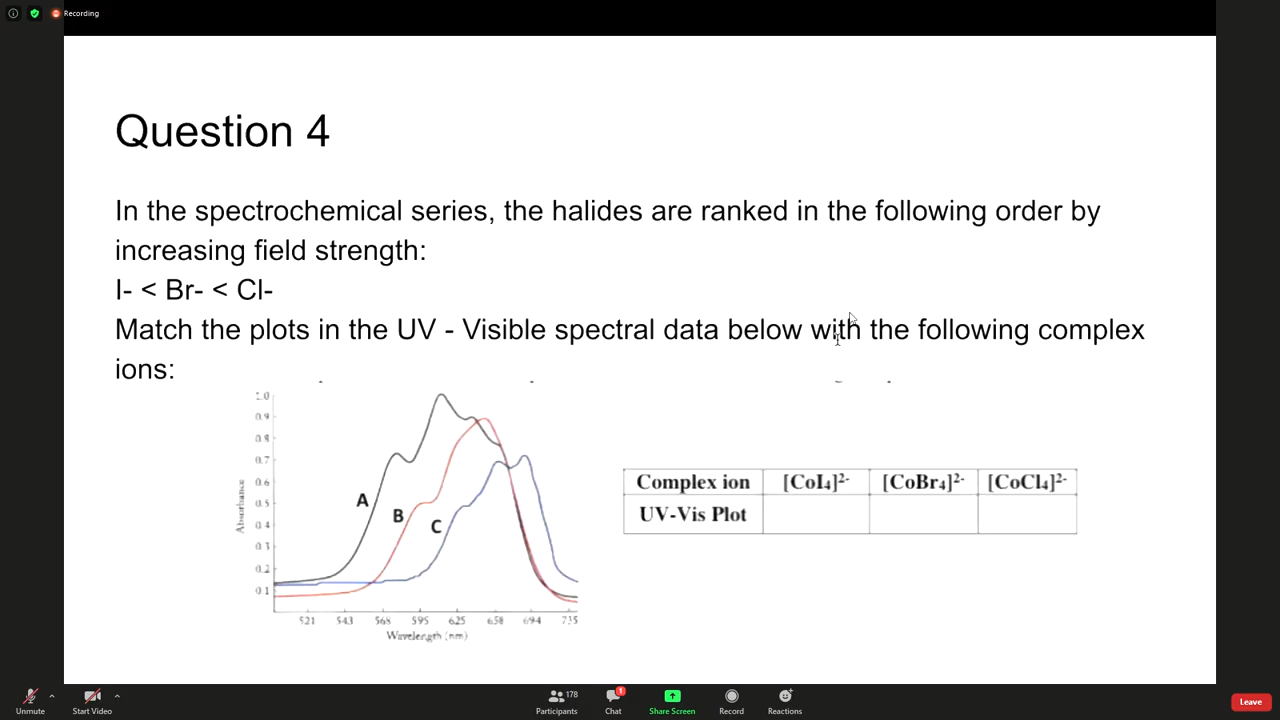 Recording
Question 4
In the spectrochemical series, the halides are ranked in the following order by
increasing field strength:
I- < Br- < Cl-
Match the plots in the UV - Visible spectral data below with the following complex
ions:
1.0
0.9
0.8
0.7
0.6
0.5
0.4
0.3
0.2
0.1
Absorbance
A
B
C
521 543 568 595 625 658 694 735
Wavelength (nm)
Complex ion [CoI₄]²⁻ [CoBr₄]²⁻ [CoCl₄]²⁻
UV-Vis Plot
Unmute
Start Video
178
Participants
1
Chat
Share Screen
Record
Reactions
Leave